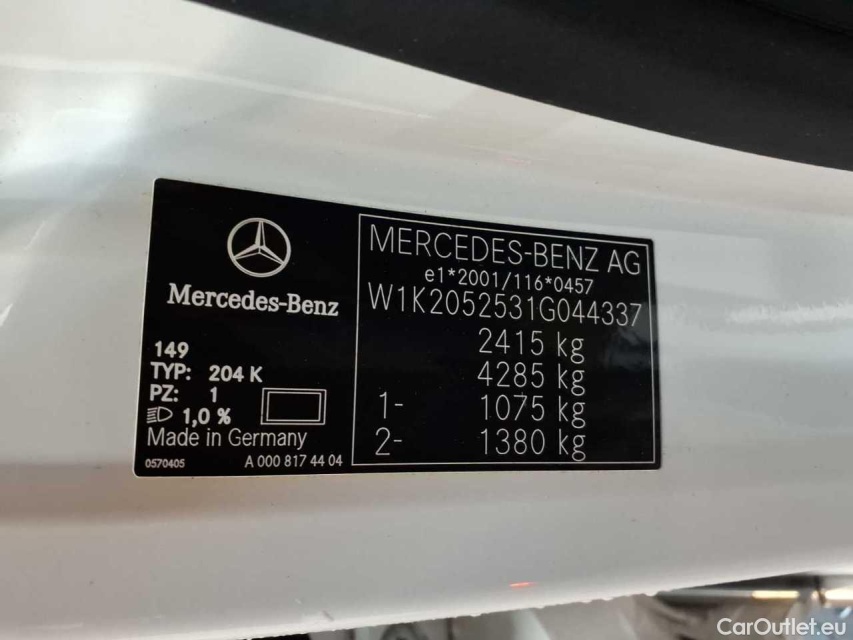 Mercedes-Benz
149
TYP: 204 K
PZ: 1
1,0 %
Made in Germany
0570405 A 000 817 44 04
MERCEDES-BENZ AG
e1*2001/116*0457
W1K2052531G044337
2415 kg
4285 kg
1- 1075 kg
2- 1380 kg
CarOutlet.eu